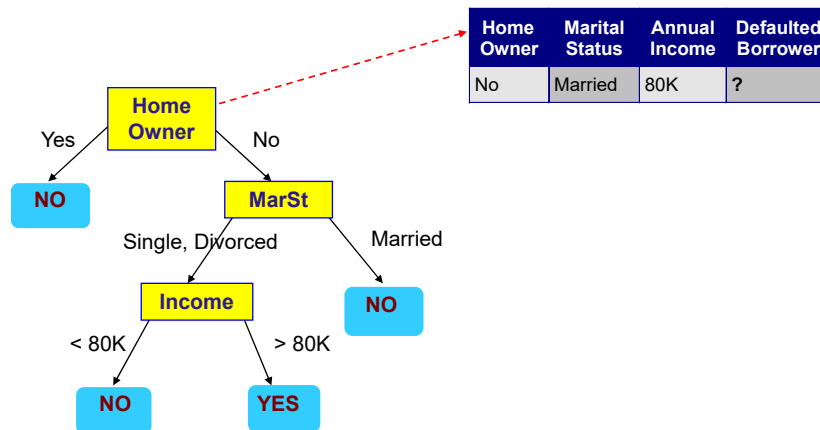 Home Owner Marital Status Annual Income Defaulted Borrower
No Married 80K ?
Home
Owner
Yes No
NO MarSt
Single, Divorced Married
Income NO
< 80K > 80K
NO YES